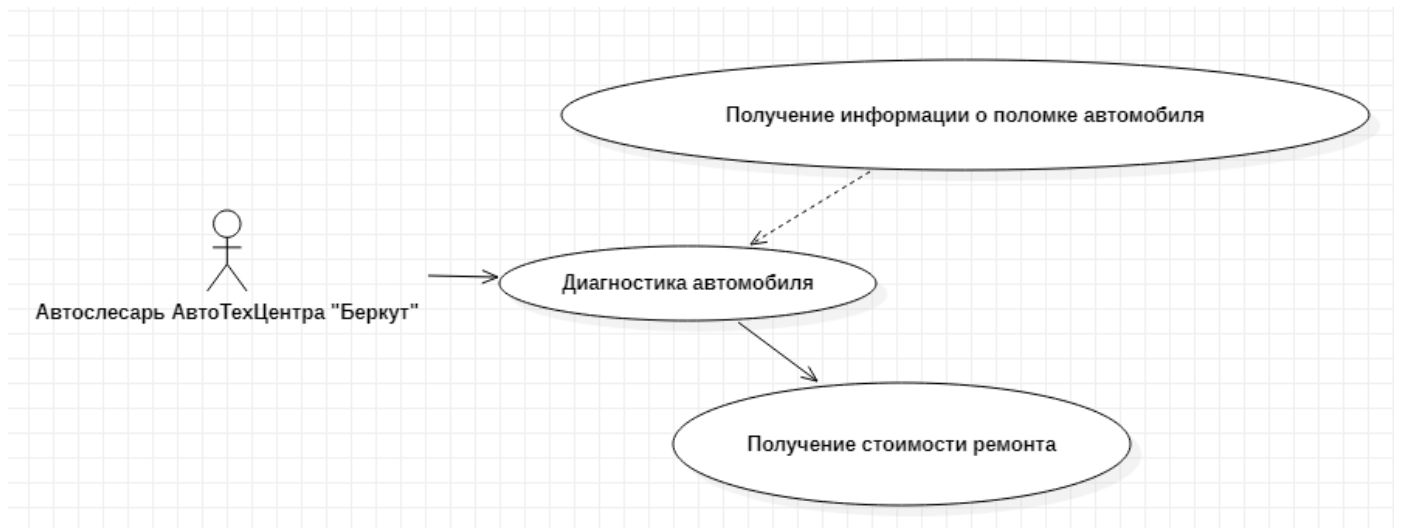 Получение информации о поломке автомобиля
Диагностика автомобиля
Автослесарь АвтоТехЦентра "Беркут"
Получение стоимости ремонта